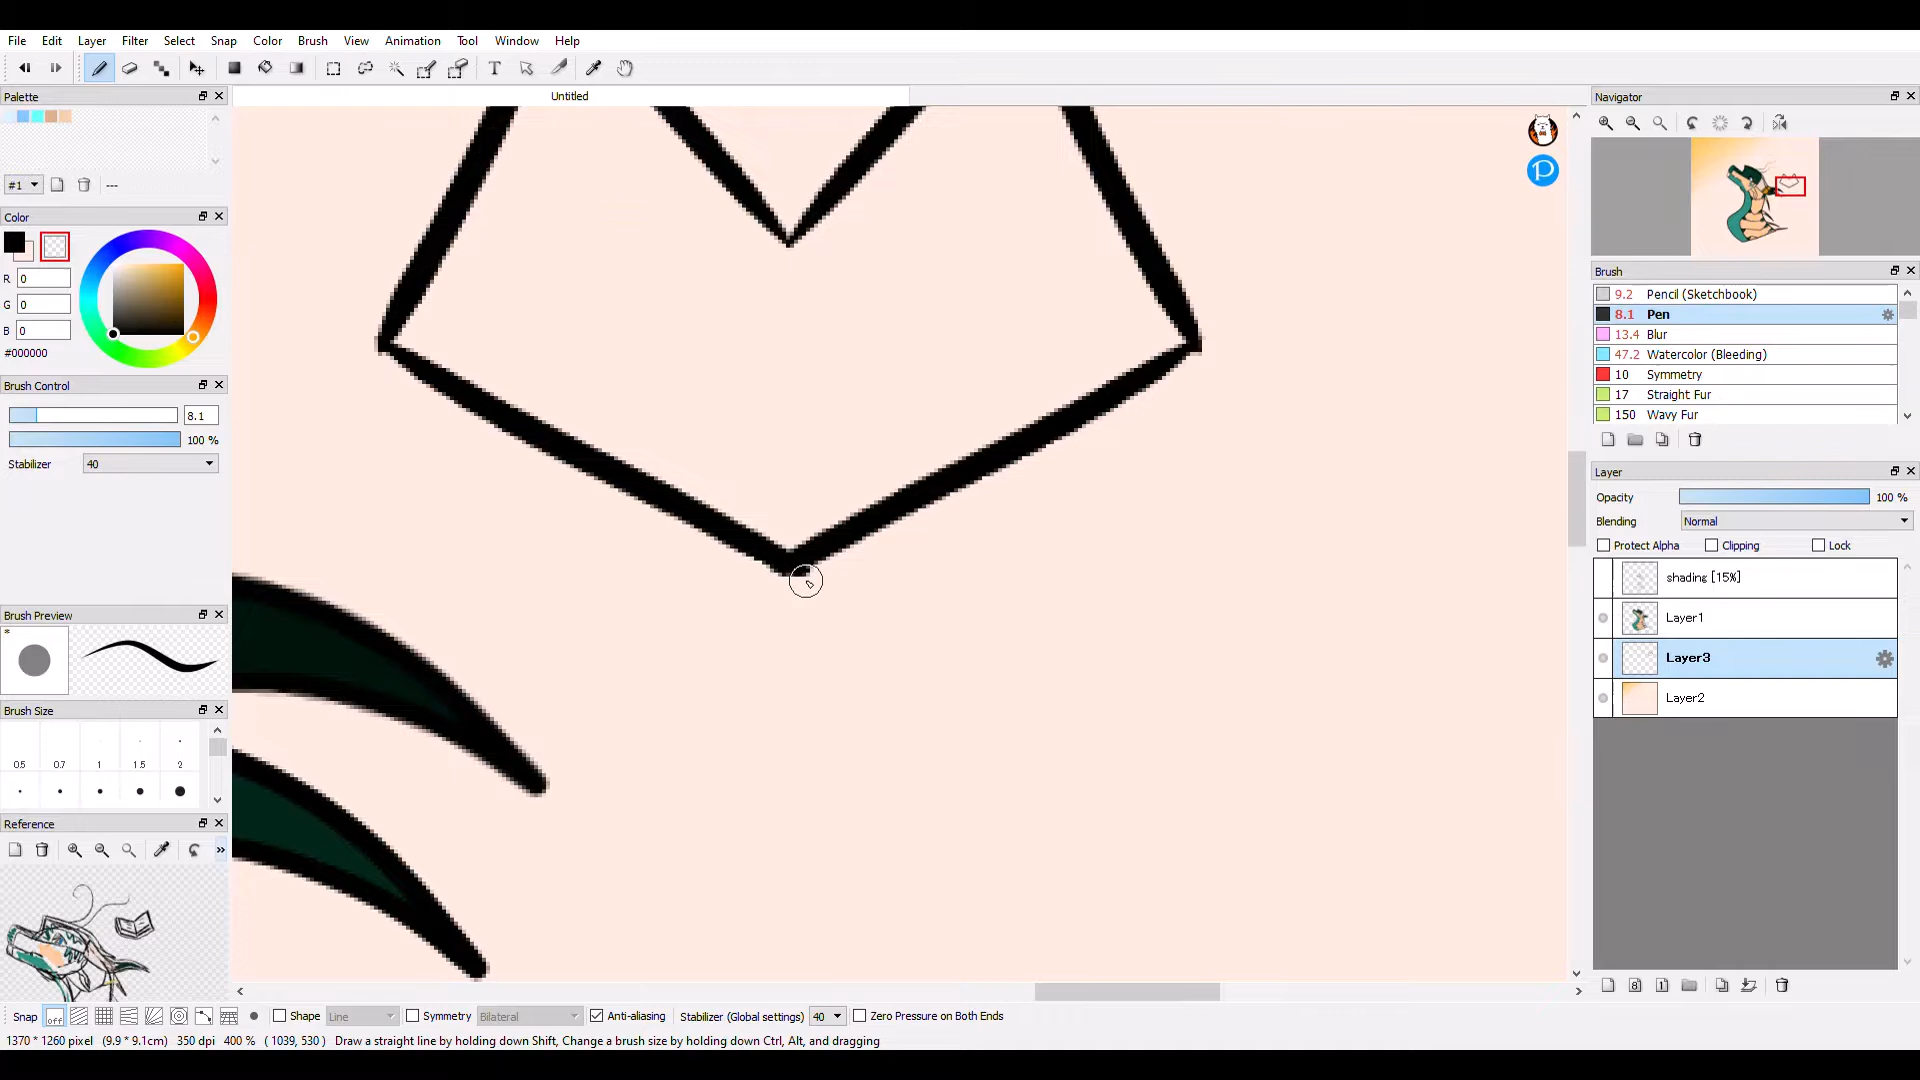 File Edit Layer Filter Select Snap Color Brush View Animation Tool Window Help
T
Palette
Untitled
Navigator
#1
---
Color
R 0
G 0
B 0
#000000
Brush
9.2 Pencil (Sketchbook)
8.1 Pen
13.4 Blur
47.2 Watercolor (Bleeding)
10 Symmetry
17 Straight Fur
150 Wavy Fur
Brush Control
8.1
100 %
Stabilizer 40
Layer
Opacity 100 %
Blending Normal
Protect Alpha Clipping Lock
shading [15%]
Layer1
Layer3
Layer2
Brush Preview
*
Brush Size
0.5 0.7 1 1.5 2
Reference
8 1
Snap off Shape Line Symmetry Bilateral Anti-aliasing Stabilizer (Global settings) 40 Zero Pressure on Both Ends
1370 * 1260 pixel (9.9 * 9.1cm) 350 dpi 400 % ( 1039, 530 ) Draw a straight line by holding down Shift, Change a brush size by holding down Ctrl, Alt, and dragging